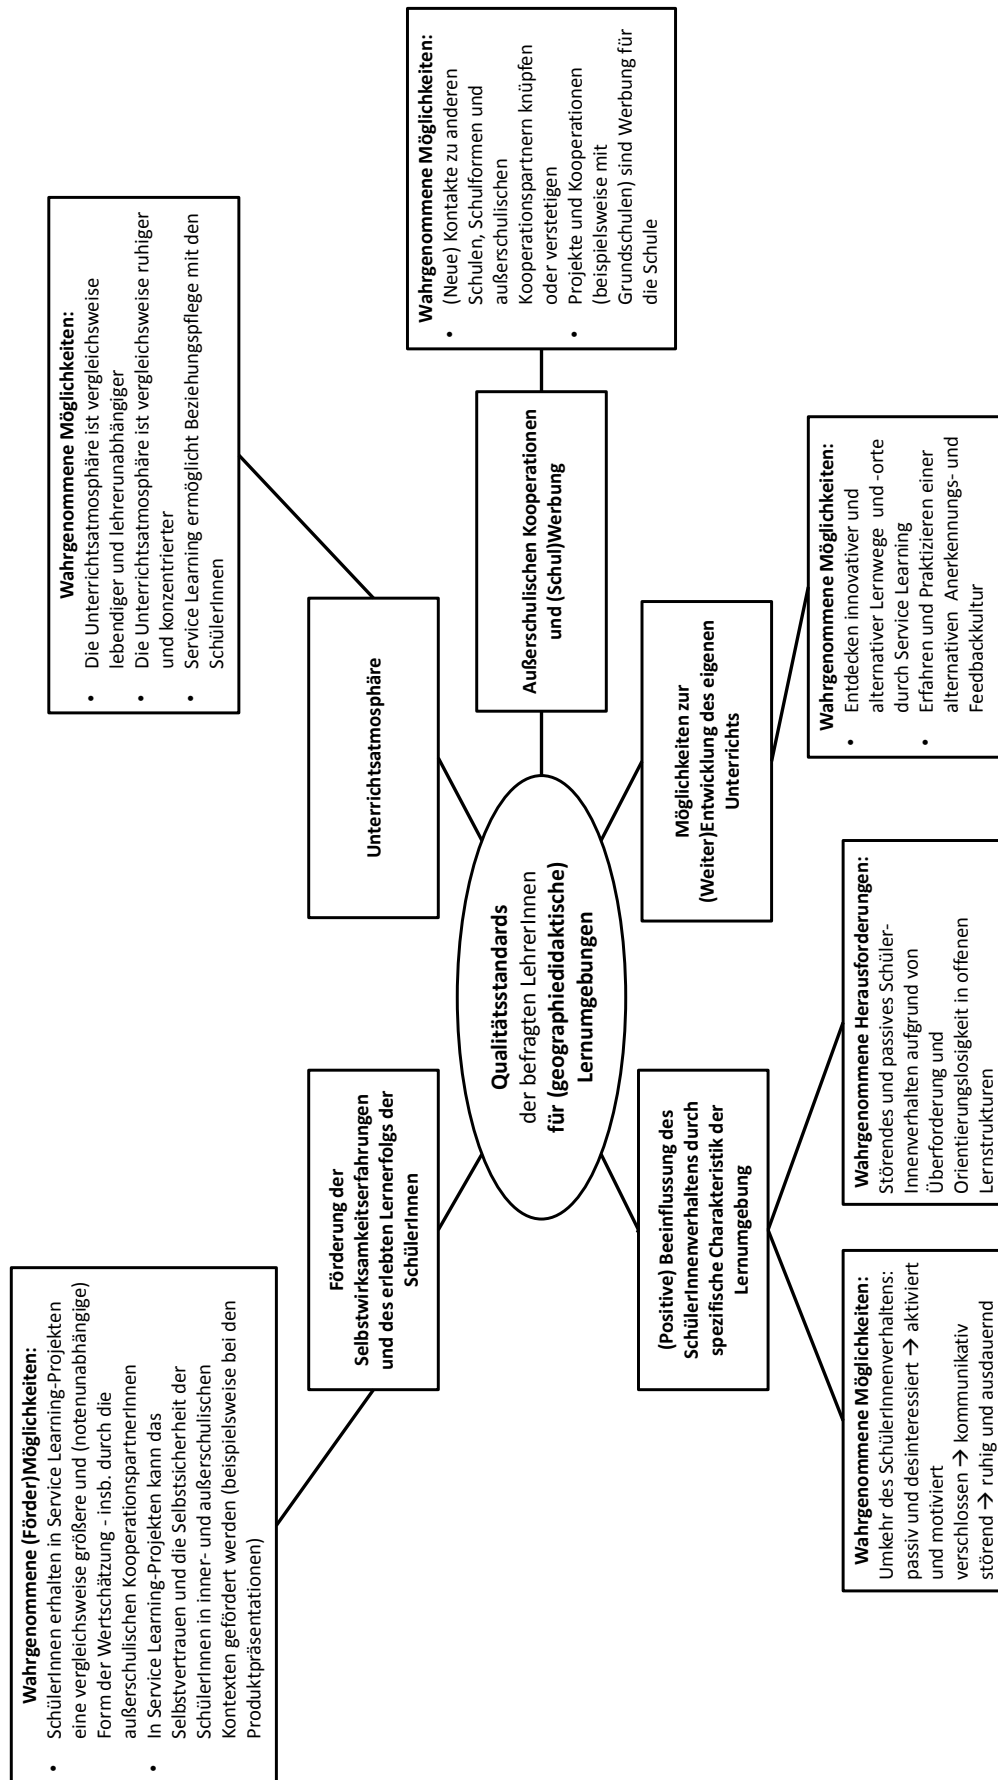 Wahrgenommene (Förder)Möglichkeiten:
• SchülerInnen erhalten in Service Learning-Projekten
eine vergleichsweise größere und (notenunabhängige)
Form der Wertschätzung - insb. durch die
außerschulischen KooperationspartnerInnen
• In Service Learning-Projekten kann das
Selbstvertrauen und die Selbstsicherheit der
SchülerInnen in inner- und außerschulischen
Kontexten gefördert werden (beispielsweise bei den
Produktpräsentationen)
Förderung der
Selbstwirksamkeitserfahrungen
und des erlebten Lernerfolgs der
SchülerInnen
Wahrgenommene Möglichkeiten:
• Die Unterrichtsatmosphäre ist vergleichsweise
lebendiger und lehrerunabhängiger
• Die Unterrichtsatmosphäre ist vergleichsweise ruhiger
und konzentrierter
• Service Learning ermöglicht Beziehungspflege mit den
SchülerInnen
Unterrichtsatmosphäre
Qualitätsstandards
der befragten LehrerInnen
für (geographiedidaktische)
Lernumgebungen
Außerschulischen Kooperationen
und (Schul)Werbung
Wahrgenommene Möglichkeiten:
• (Neue) Kontakte zu anderen
Schulen, Schulformen und
außerschulischen
Kooperationspartnern knüpfen
oder verstetigen
• Projekte und Kooperationen
(beispielsweise mit
Grundschulen) sind Werbung für
die Schule
(Positive) Beeinflussung des
SchülerInnenverhaltens durch
spezifische Charakteristik der
Lernumgebung
Wahrgenommene Möglichkeiten:
Umkehr des SchülerInnenverhaltens:
passiv und desinteressiert → aktiviert
und motiviert
verschlossen → kommunikativ
störend → ruhig und ausdauernd
Wahrgenommene Herausforderungen:
Störendes und passives Schüler-
Innenverhalten aufgrund von
Überforderung und
Orientierungslosigkeit in offenen
Lernstrukturen
Möglichkeiten zur
(Weiter)Entwicklung des eigenen
Unterrichts
Wahrgenommene Möglichkeiten:
• Entdecken innovativer und
alternativer Lernwege und -orte
durch Service Learning
• Erfahren und Praktizieren einer
alternativen Anerkennungs- und
Feedbackkultur